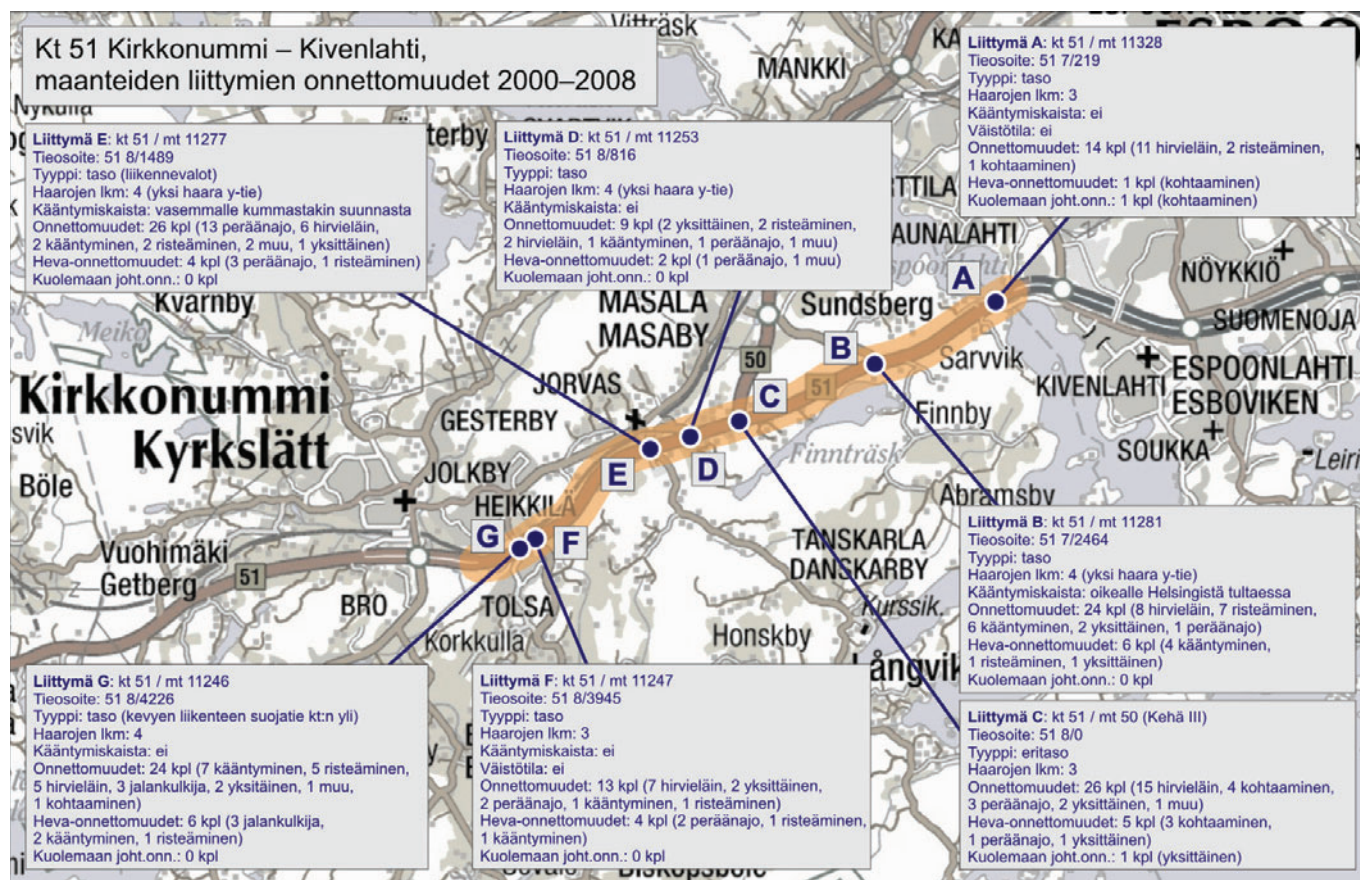 Kt 51 Kirkkonummi – Kivenlahti,
maanteiden liittymien onnettomuudet 2000–2008
Liittymä E: kt 51 / mt 11277
Tieosoite: 51 8/1489
Tyyppi: taso (liikennevalot)
Haarojen lkm: 4 (yksi haara y-tie)
Kääntymiskaista: vasemmalle kummastakin suunnasta
Onnettomuudet: 26 kpl (13 peräänajo, 6 hirvieläin,
2 kääntyminen, 2 risteäminen, 2 muu, 1 yksittäinen)
Heva-onnettomuudet: 4 kpl (3 peräänajo, 1 risteäminen)
Kuolemaan joht.onn.: 0 kpl
Liittymä D: kt 51 / mt 11253
Tieosoite: 51 8/816
Tyyppi: taso
Haarojen lkm: 4 (yksi haara y-tie)
Kääntymiskaista: ei
Onnettomuudet: 9 kpl (2 yksittäinen, 2 risteäminen,
2 hirvieläin, 1 kääntyminen, 1 peräänajo, 1 muu)
Heva-onnettomuudet: 2 kpl (1 peräänajo, 1 muu)
Kuolemaan joht.onn.: 0 kpl
Liittymä A: kt 51 / mt 11328
Tieosoite: 51 7/219
Tyyppi: taso
Haarojen lkm: 3
Kääntymiskaista: ei
Väistötila: ei
Onnettomuudet: 14 kpl (11 hirvieläin, 2 risteäminen,
1 kohtaaminen)
Heva-onnettomuudet: 1 kpl (kohtaaminen)
Kuolemaan joht.onn.: 1 kpl (kohtaaminen)
Vitträsk
MANKKI
Kvarnby
Meiko
MASALA
MASABY
Sundsberg
A
NÖYKKIÖ
SUOMENOJA
B
50
51
Sarvvik
KIVENLAHTI
ESPOONLAHTI
ESBOVIKEN
SOUKKA
Kirkkonummi
Kyrkslätt
JORVAS
GESTERBY
C
Finnby
D
E
Finnträsk
Böle
JOLKBY
HEIKKILÄ
G
F
Abramsby
TANSKARLA
DANSKARBY
Vuohimäki
Getberg
51
BRO
TOLSA
Korkkulla
Honskby
Kurssik.
Liittymä B: kt 51 / mt 11281
Tieosoite: 51 7/2464
Tyyppi: taso
Haarojen lkm: 4 (yksi haara y-tie)
Kääntymiskaista: oikealle Helsingistä tultaessa
Onnettomuudet: 24 kpl (8 hirvieläin, 7 risteäminen,
6 kääntyminen, 2 yksittäinen, 1 peräänajo)
Heva-onnettomuudet: 6 kpl (4 kääntyminen,
1 risteäminen, 1 yksittäinen)
Kuolemaan joht.onn.: 0 kpl
Liittymä G: kt 51 / mt 11246
Tieosoite: 51 8/4226
Tyyppi: taso (kevyen liikenteen suojatie kt:n yli)
Haarojen lkm: 4
Kääntymiskaista: ei
Onnettomuudet: 24 kpl (7 kääntyminen, 5 risteäminen,
5 hirvieläin, 3 jalankulkija, 2 yksitäinen, 1 muu,
1 kohtaaminen)
Heva-onnettomuudet: 6 kpl (3 jalankulkija,
2 kääntyminen, 1 risteäminen)
Kuolemaan joht.onn.: 0 kpl
Liittymä F: kt 51 / mt 11247
Tieosoite: 51 8/3945
Tyyppi: taso
Haarojen lkm: 3
Kääntymiskaista: ei
Väistötila: ei
Onnettomuudet: 13 kpl (7 hirvieläin, 2 yksittäinen,
2 peräänajo, 1 kääntyminen, 1 risteäminen)
Heva-onnettomuudet: 4 kpl (2 peräänajo, 1 risteäminen,
1 kääntyminen)
Kuolemaan joht.onn.: 0 kpl
Liittymä C: kt 51 / mt 50 (Kehä III)
Tieosoite: 51 8/0
Tyyppi: eritaso
Haarojen lkm: 3
Onnettomuudet: 26 kpl (15 hirvieläin, 4 kohtaaminen,
3 peräänajo, 2 yksittäinen, 1 muu)
Heva-onnettomuudet: 5 kpl (3 kohtaaminen,
1 peräänajo, 1 yksittäinen)
Kuolemaan joht.onn.: 1 kpl (yksittäinen)